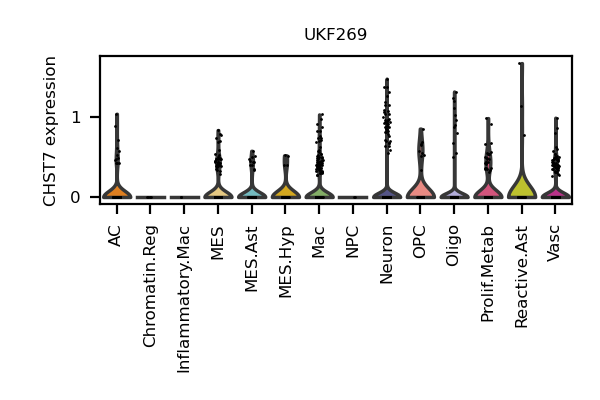 UKF269
CHST7 expression
1
0
AC
Chromatin.Reg
Inflammatory.Mac
MES
MES.Ast
MES.Hyp
Mac
NPC
Neuron
OPC
Oligo
Prolif.Metab
Reactive.Ast
Vasc